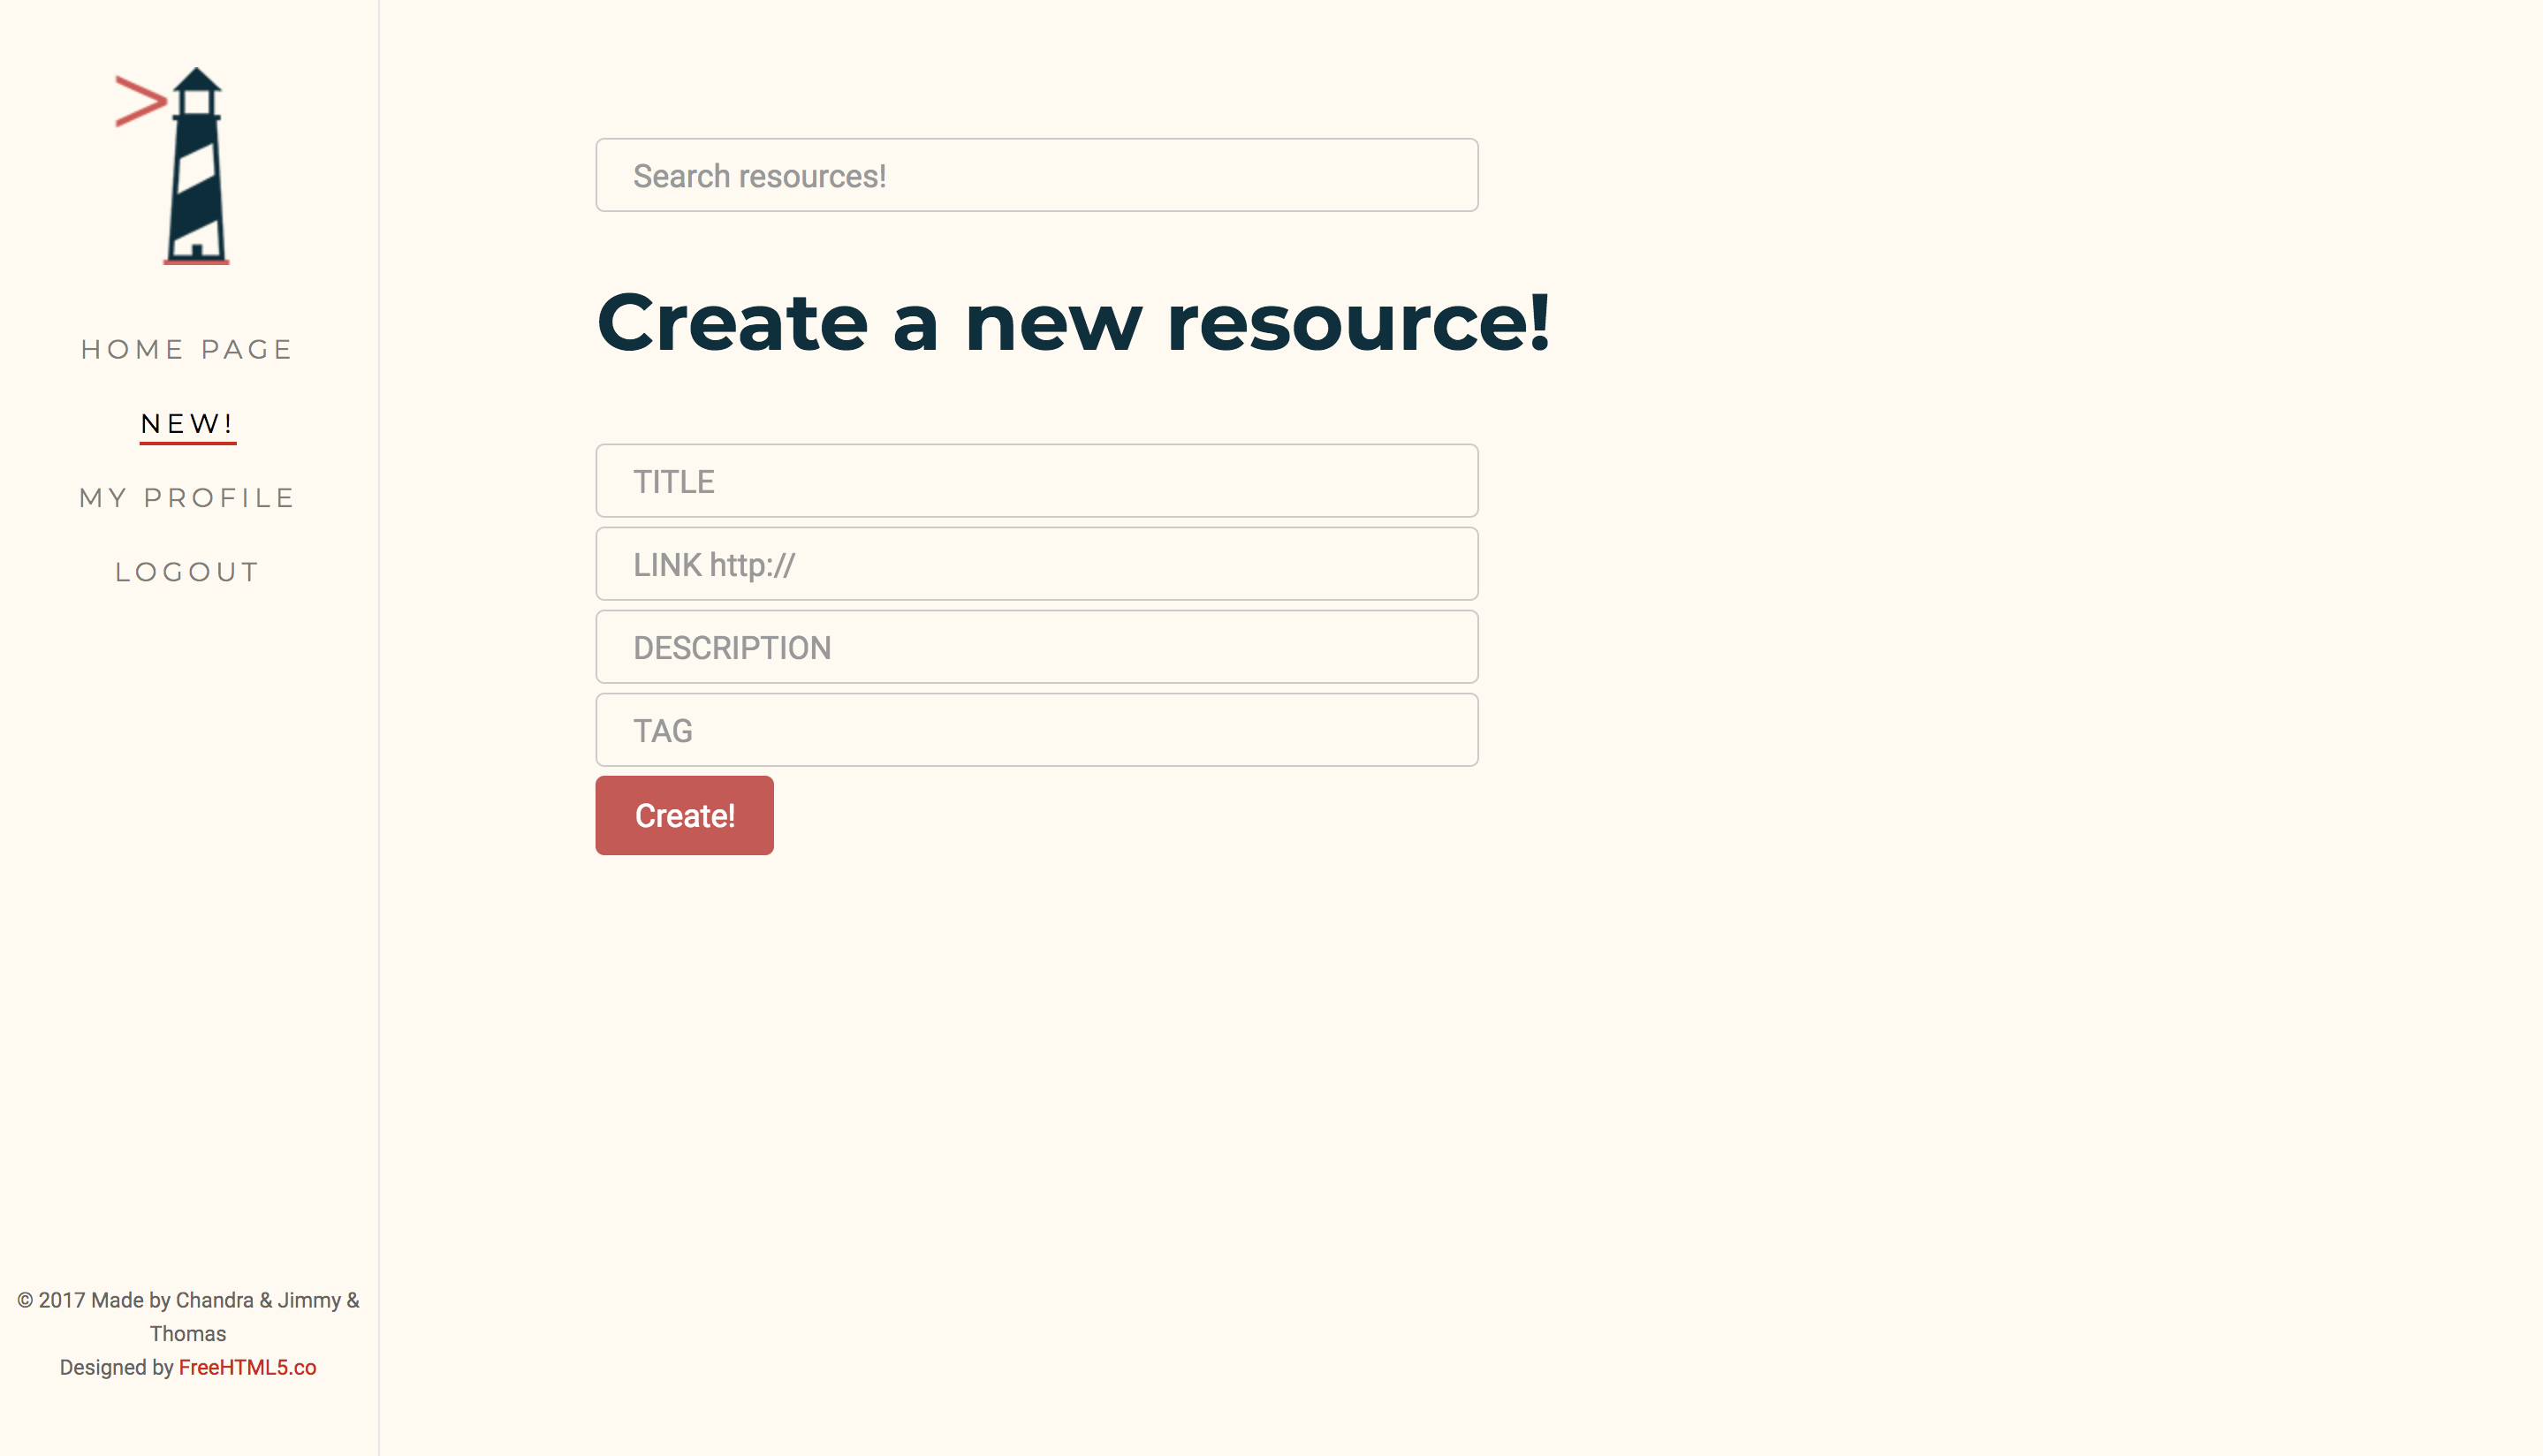 HOME PAGE
NEW!
MY PROFILE
LOGOUT
© 2017 Made by Chandra & Jimmy &
Thomas
Designed by FreeHTML5.co
Search resources!
Create a new resource!
TITLE
LINK http://
DESCRIPTION
TAG
Create!